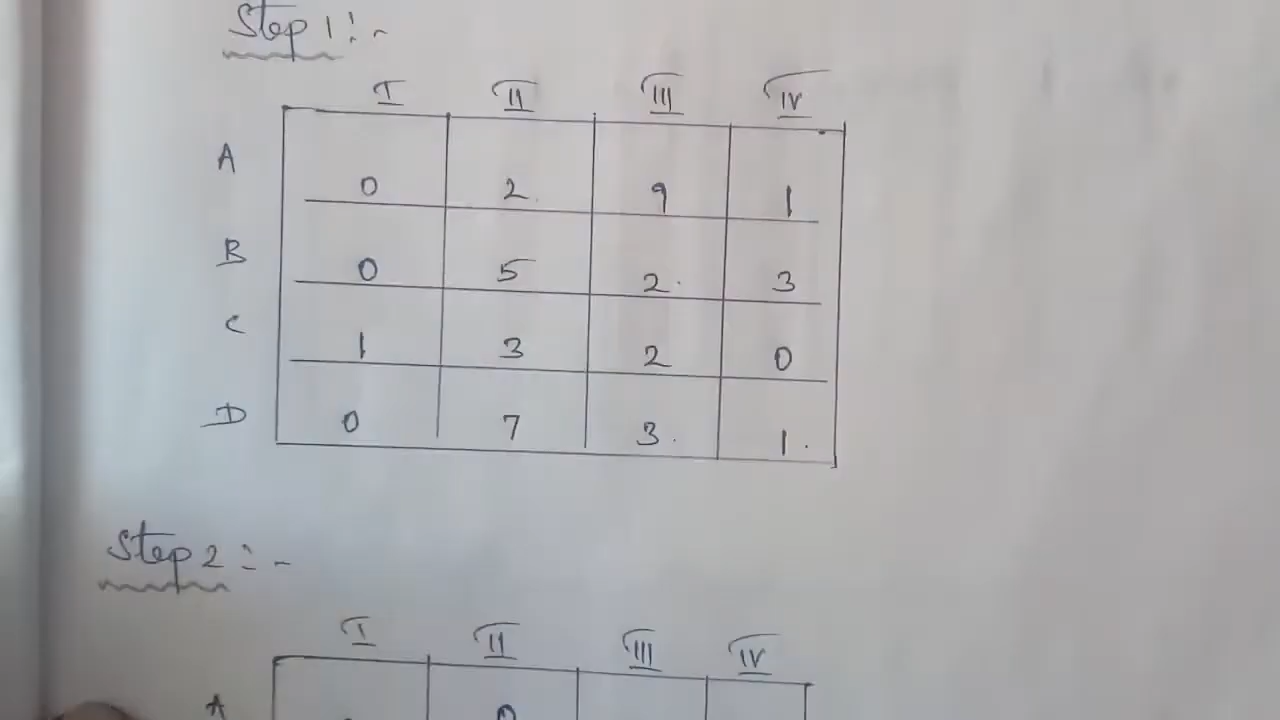 Step 1 :-
I II III IV
A 0 2 9 1
B 0 5 2 3
C 1 3 2 0
D 0 7 3 1
Step 2 :-
I II III IV
A 0